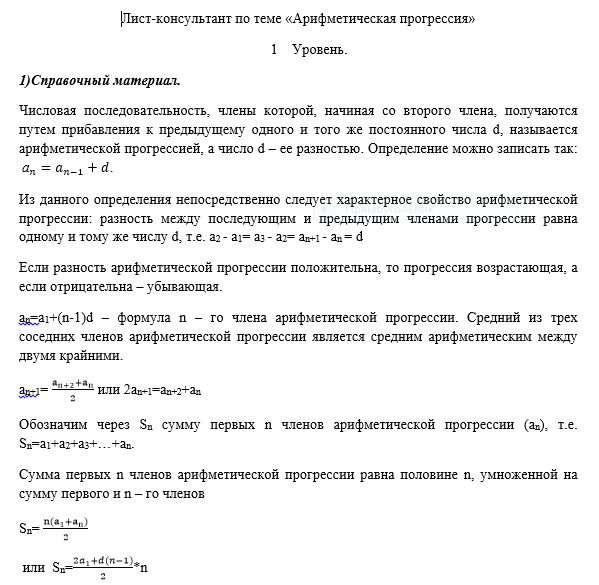 Лист-консультант по теме «Арифметическая прогрессия»
1 Уровень.
1)Справочный материал.
Числовая последовательность, члены которой, начиная со второго члена, получаются
путем прибавления к предыдущему одного и того же постоянного числа d, называется
арифметической прогрессией, а число d – ее разностью. Определение можно записать так:
aₙ = aₙ₋₁ + d.
Из данного определения непосредственно следует характерное свойство арифметической
прогрессии: разность между последующим и предыдущим членами прогрессии равна
одному и тому же числу d, т.е. a₂ - a₁= a₃ - a₂= aₙ₊₁ - aₙ = d
Если разность арифметической прогрессии положительна, то прогрессия возрастающая, а
если отрицательна – убывающая.
aₙ=a₁+(n-1)d – формула n – го члена арифметической прогрессии. Средний из трех
соседних членов арифметической прогрессии является средним арифметическим между
двумя крайними.
aₙ₊₁= (aₙ₊₂+aₙ)/2 или 2aₙ₊₁=aₙ₊₂+aₙ
Обозначим через Sₙ сумму первых n членов арифметической прогрессии (aₙ), т.е.
Sₙ=a₁+a₂+a₃+…+aₙ.
Сумма первых n членов арифметической прогрессии равна половине n, умноженной на
сумму первого и n – го членов
Sₙ= n(a₁+aₙ)/2
или Sₙ=(2a₁+d(n−1))/2*n